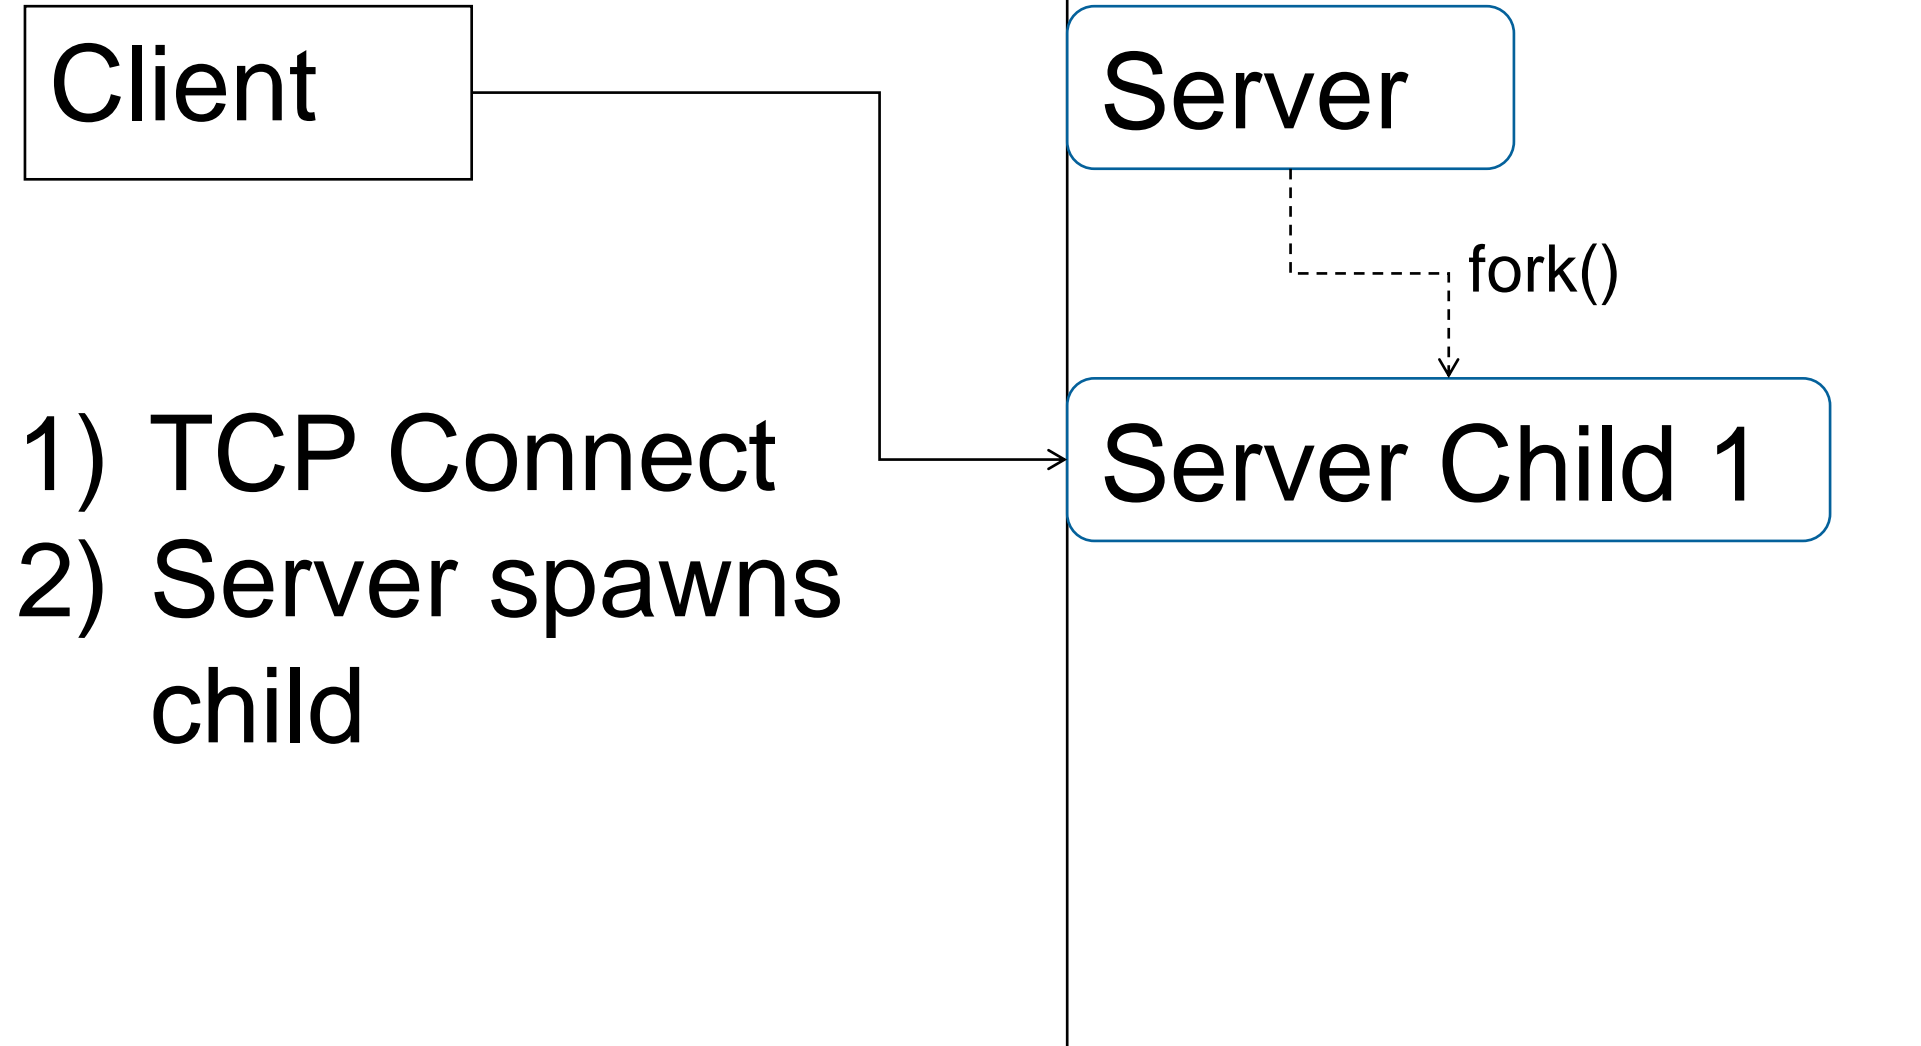 Client
Server
fork()
Server Child 1
1) TCP Connect
2) Server spawns
child